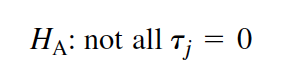 H_A: not all τ_j = 0